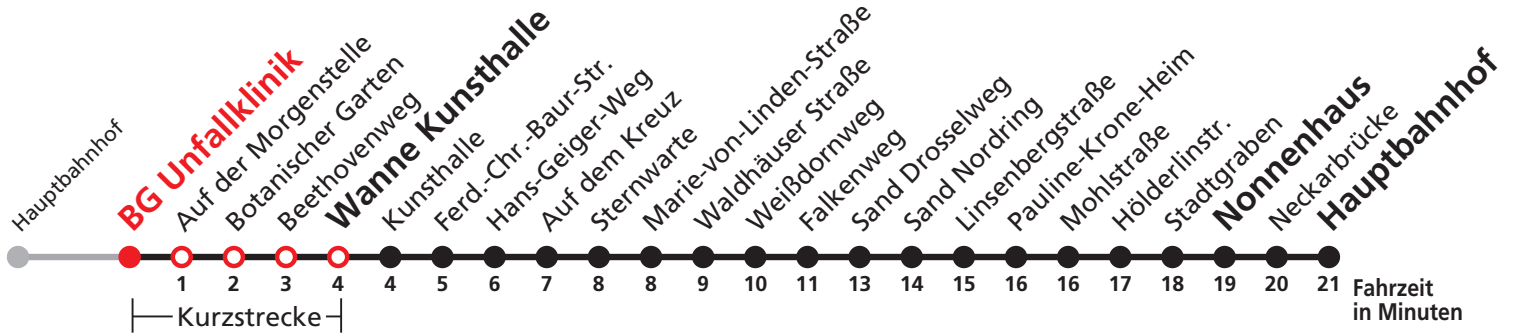 Hauptbahnhof
BG Unfallklinik
Auf der Morgenstelle
Botanischer Garten
Beethovenweg
Wanne Kunsthalle
Kunsthalle
Ferd.-Chr.-Baur-Str.
Hans-Geiger-Weg
Auf dem Kreuz
Sternwarte
Marie-von-Linden-Straße
Waldhäuser Straße
Weißdornweg
Falkenweg
Sand Drosselweg
Sand Nordring
Linsenbergstraße
Pauline-Krone-Heim
Mohlstraße
Hölderlinstr.
Stadtgraben
Nonnenhaus
Neckarbrücke
Hauptbahnhof
1 2 3 4 4 5 6 7 8 8 9 10 11 13 14 15 16 16 17 18 19 20 21 Fahrzeit
in Minuten
Kurzstrecke